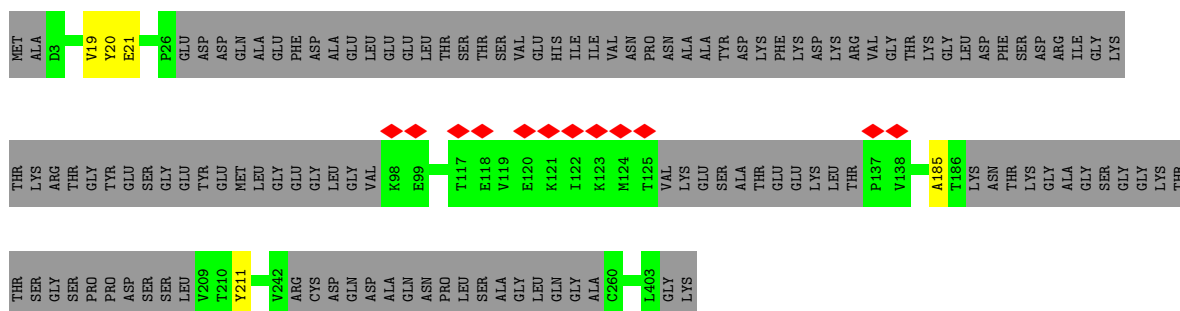 MET ALA D3 V19 Y20 E21 P26 GLU ASP ASP GLN ALA GLU PHE ASP ALA GLU LEU GLU GLU LEU THR SER THR SER VAL GLU HIS ILE ILE VAL ASN PRO ASN ALA ALA TYR ASP LYS PHE LYS ASP LYS ARG VAL GLY THR LYS GLY LEU ASP PHE SER ASP ARG ILE GLY LYS
THR LYS ARG THR GLY TYR GLU SER GLY GLU TYR GLU MET LEU GLY GLU GLY LEU GLY VAL K98 E99 T117 E118 V119 E120 K121 I122 K123 M124 T125 VAL LYS GLU SER ALA THR GLU GLU LYS LEU THR P137 V138 A185 T186 LYS ASN THR LYS GLY ALA GLY SER GLY GLY LYS THR
THR SER GLY SER PRO PRO ASP SER SER LEU V209 T210 Y211 V242 ARG CYS ASP GLN ASP ALA GLN ASN PRO LEU SER ALA GLY LEU GLN GLY ALA C260 L403 GLY LYS